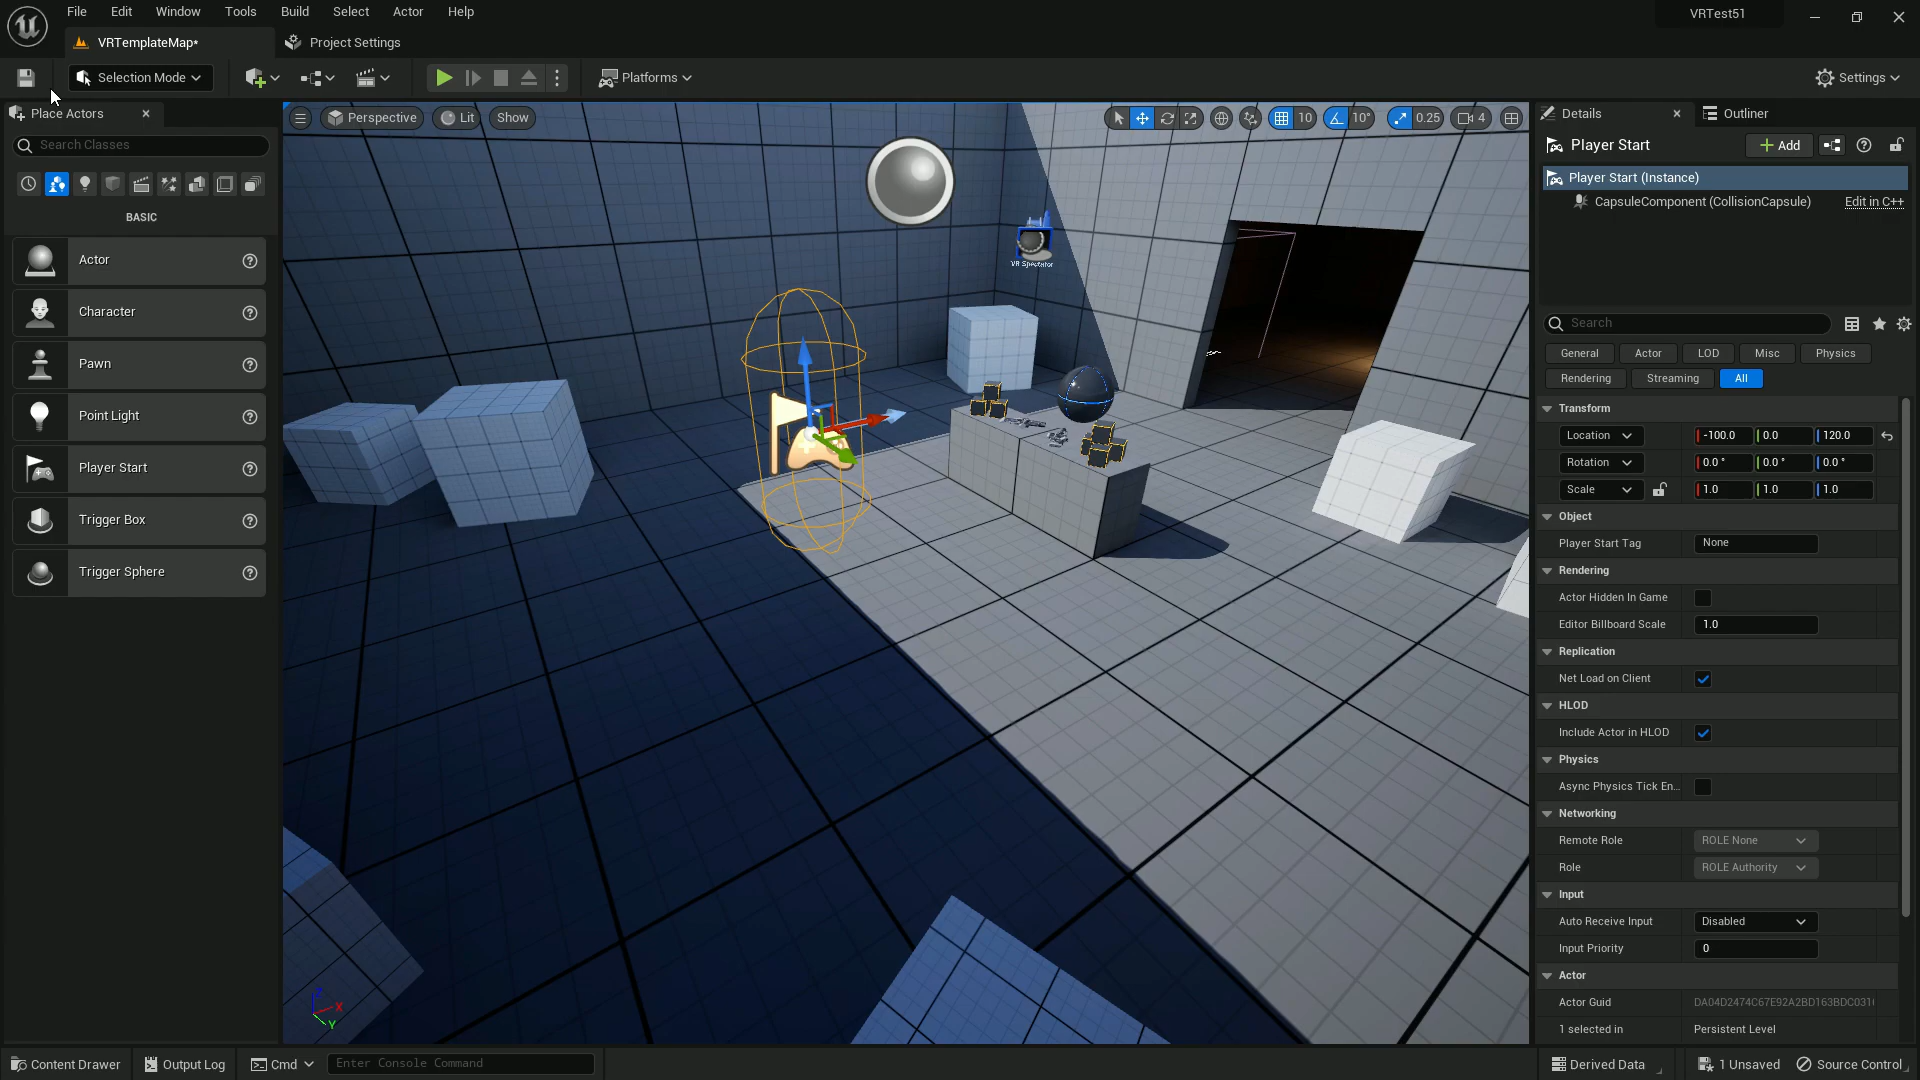 File Edit Window Tools Build Select Actor Help
VRTest51
VRTemplateMap*
Project Settings
Selection Mode
Platforms
Settings
Place Actors
Search Classes
BASIC
Actor
Character
Pawn
Point Light
Player Start
Trigger Box
Trigger Sphere
Perspective
Lit
Show
10
10°
0.25
4
VR Spectator
Details
Outliner
Player Start
Add
Player Start (Instance)
CapsuleComponent (CollisionCapsule)
Edit in C++
Search
General Actor LOD Misc Physics
Rendering Streaming All
Transform
Location -100.0 0.0 120.0
Rotation 0.0 ° 0.0 ° 0.0 °
Scale 1.0 1.0 1.0
Object
Player Start Tag None
Rendering
Actor Hidden In Game
Editor Billboard Scale 1.0
Replication
Net Load on Client
HLOD
Include Actor in HLOD
Physics
Async Physics Tick En...
Networking
Remote Role ROLE None
Role ROLE Authority
Input
Auto Receive Input Disabled
Input Priority 0
Actor
Actor Guid DA04D2474C67E92A2BD163BDC031
1 selected in Persistent Level
Z
X
Y
Content Drawer
Output Log
Cmd
Enter Console Command
Derived Data
1 Unsaved
Source Control